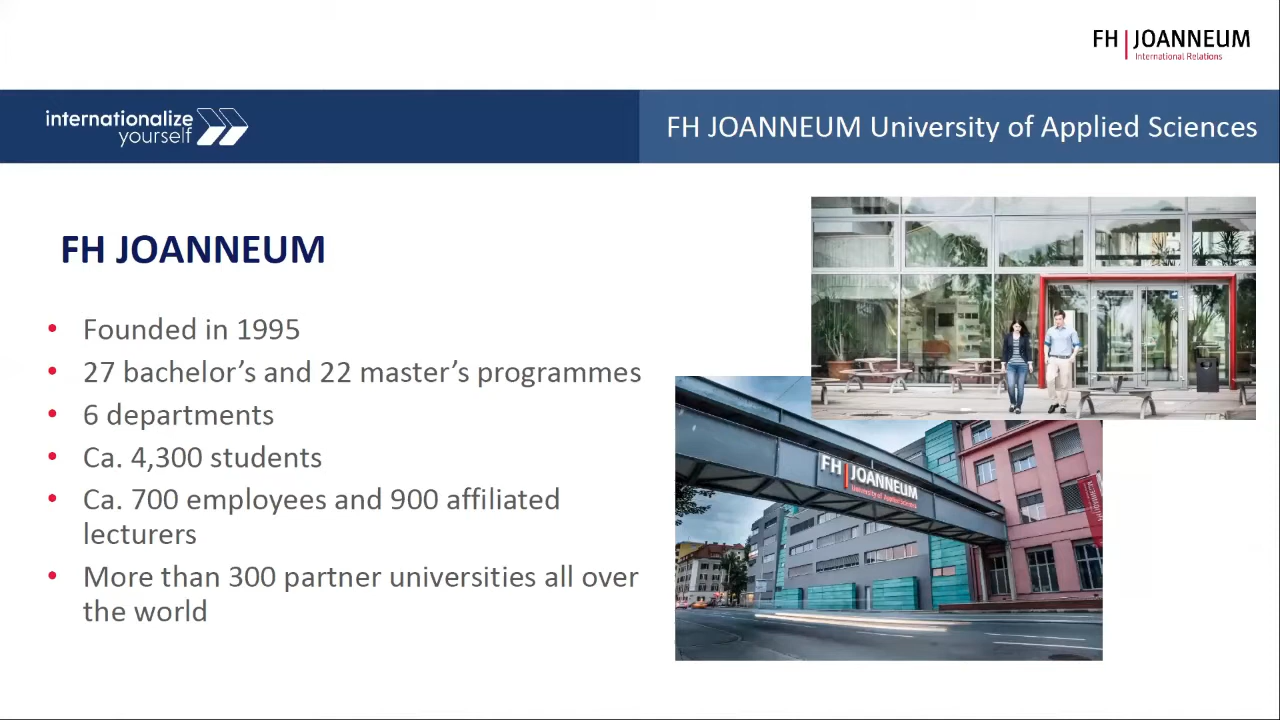 FH JOANNEUM
International Relations
internationalize
yourself
FH JOANNEUM University of Applied Sciences
FH JOANNEUM
• Founded in 1995
• 27 bachelor’s and 22 master’s programmes
• 6 departments
• Ca. 4,300 students
• Ca. 700 employees and 900 affiliated
lecturers
• More than 300 partner universities all over
the world
FH JOANNEUM
University of Applied Sciences